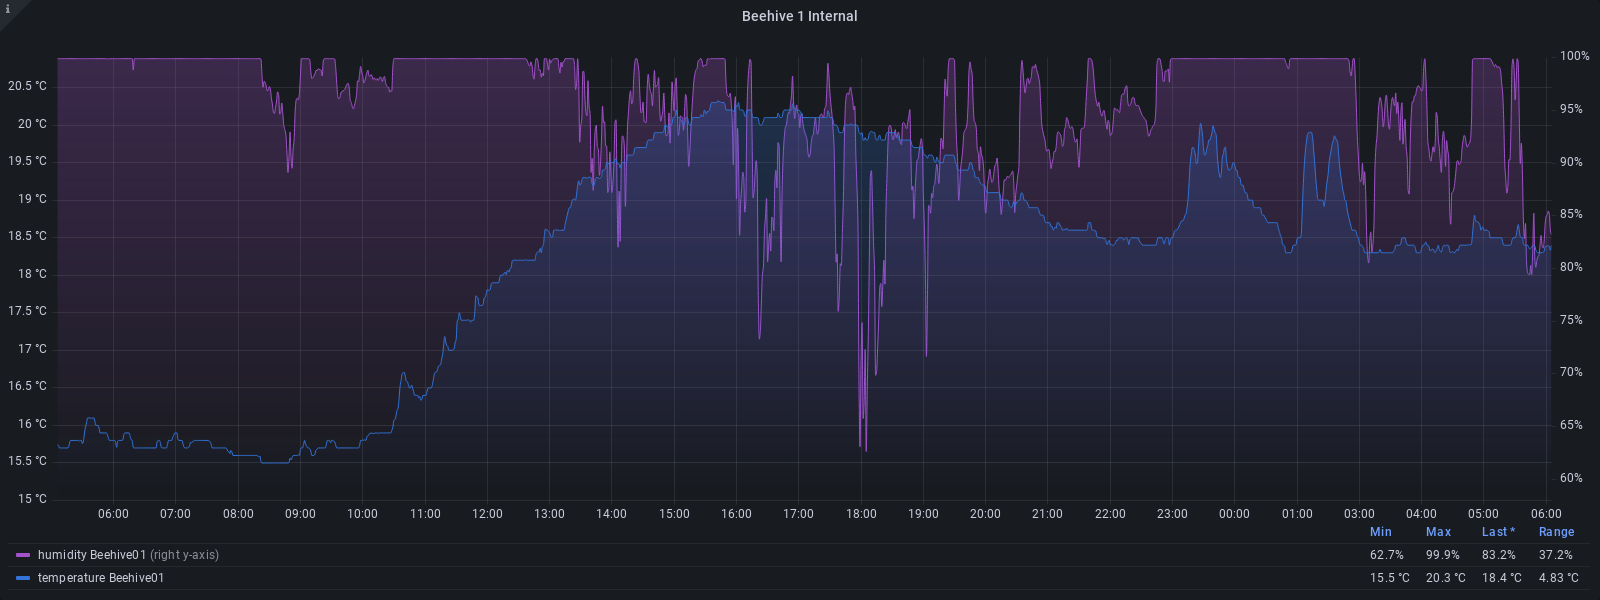 i
Beehive 1 Internal
20.5 °C
20 °C
19.5 °C
19 °C
18.5 °C
18 °C
17.5 °C
17 °C
16.5 °C
16 °C
15.5 °C
15 °C
100%
95%
90%
85%
80%
75%
70%
65%
60%
06:00 07:00 08:00 09:00 10:00 11:00 12:00 13:00 14:00 15:00 16:00 17:00 18:00 19:00 20:00 21:00 22:00 23:00 00:00 01:00 02:00 03:00 04:00 05:00 06:00
Min Max Last * Range
humidity Beehive01 (right y-axis) 62.7% 99.9% 83.2% 37.2%
temperature Beehive01 15.5 °C 20.3 °C 18.4 °C 4.83 °C